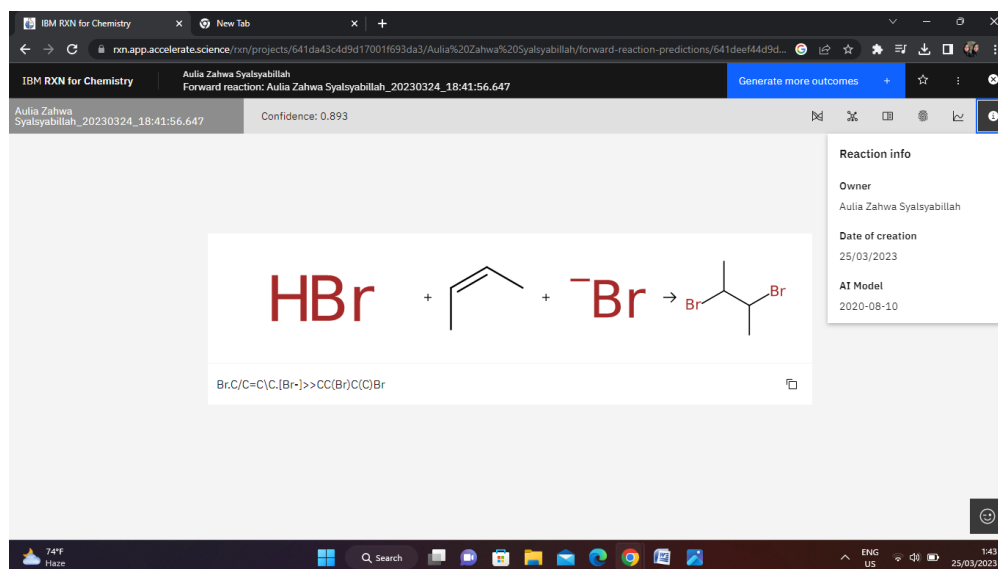 IBM RXN for Chemistry
New Tab
rxn.app.accelerate.science/rxn/projects/641da43c4d9d17001f693da3/Aulia%20Zahwa%20Syalsyabillah/forward-reaction-predictions/641deef44d9d...
IBM RXN for Chemistry
Aulia Zahwa Syalsyabillah
Forward reaction: Aulia Zahwa Syalsyabillah_20230324_18:41:56.647
Generate more outcomes +
Aulia Zahwa
Syalsyabillah_20230324_18:41:56.647
Confidence: 0.893
Reaction info
Owner
Aulia Zahwa Syalsyabillah
Date of creation
25/03/2023
AI Model
2020-08-10
HBr + + ⁻Br → Br Br
Br.C/C=C\C.[Br-]>>CC(Br)C(C)Br
74°F
Haze
Search
ENG
US
1:43
25/03/2023